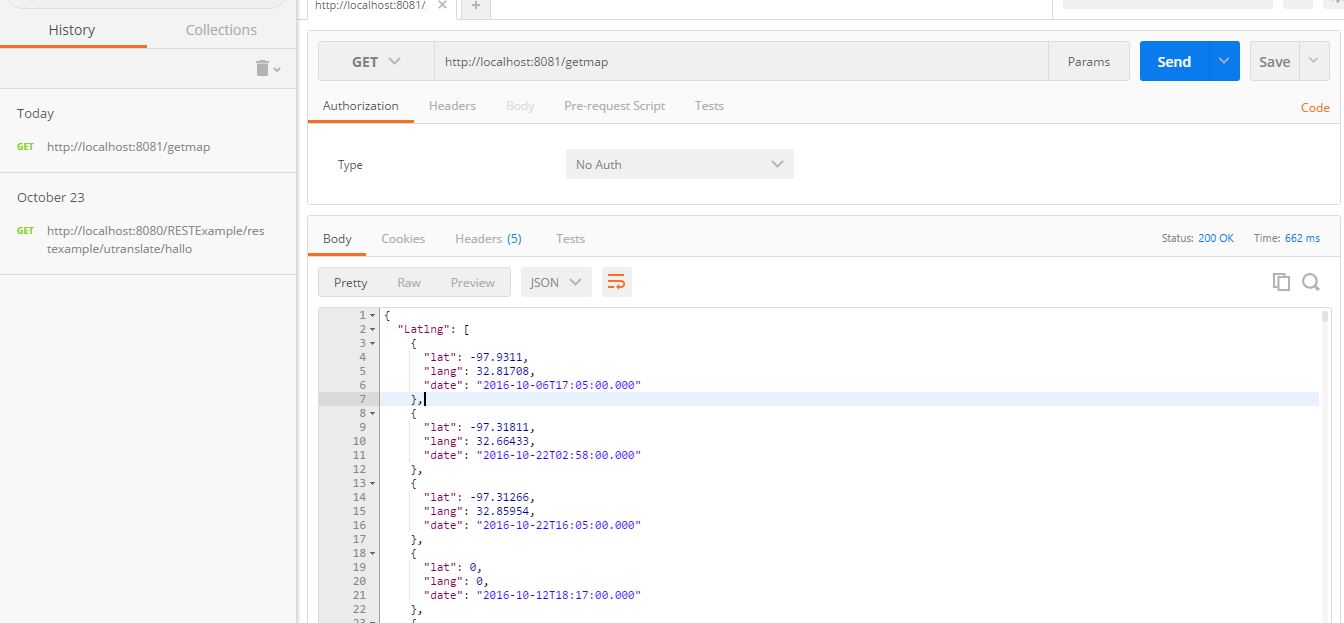 http://localhost:8081/
History
Collections
Today
GET http://localhost:8081/getmap
October 23
GET http://localhost:8080/RESTExample/res
texample/utranslate/hallo
GET
http://localhost:8081/getmap
Params
Send
Save
Authorization
Headers
Body
Pre-request Script
Tests
Code
Type
No Auth
Body
Cookies
Headers (5)
Tests
Status: 200 OK
Time: 662 ms
Pretty
Raw
Preview
JSON
1 {
2 "Latlng": [
3 {
4 "lat": -97.9311,
5 "lang": 32.81708,
6 "date": "2016-10-06T17:05:00.000"
7 },
8 {
9 "lat": -97.31811,
10 "lang": 32.66433,
11 "date": "2016-10-22T02:58:00.000"
12 },
13 {
14 "lat": -97.31266,
15 "lang": 32.85954,
16 "date": "2016-10-22T16:05:00.000"
17 },
18 {
19 "lat": 0,
20 "lang": 0,
21 "date": "2016-10-12T18:17:00.000"
22 },
23 {